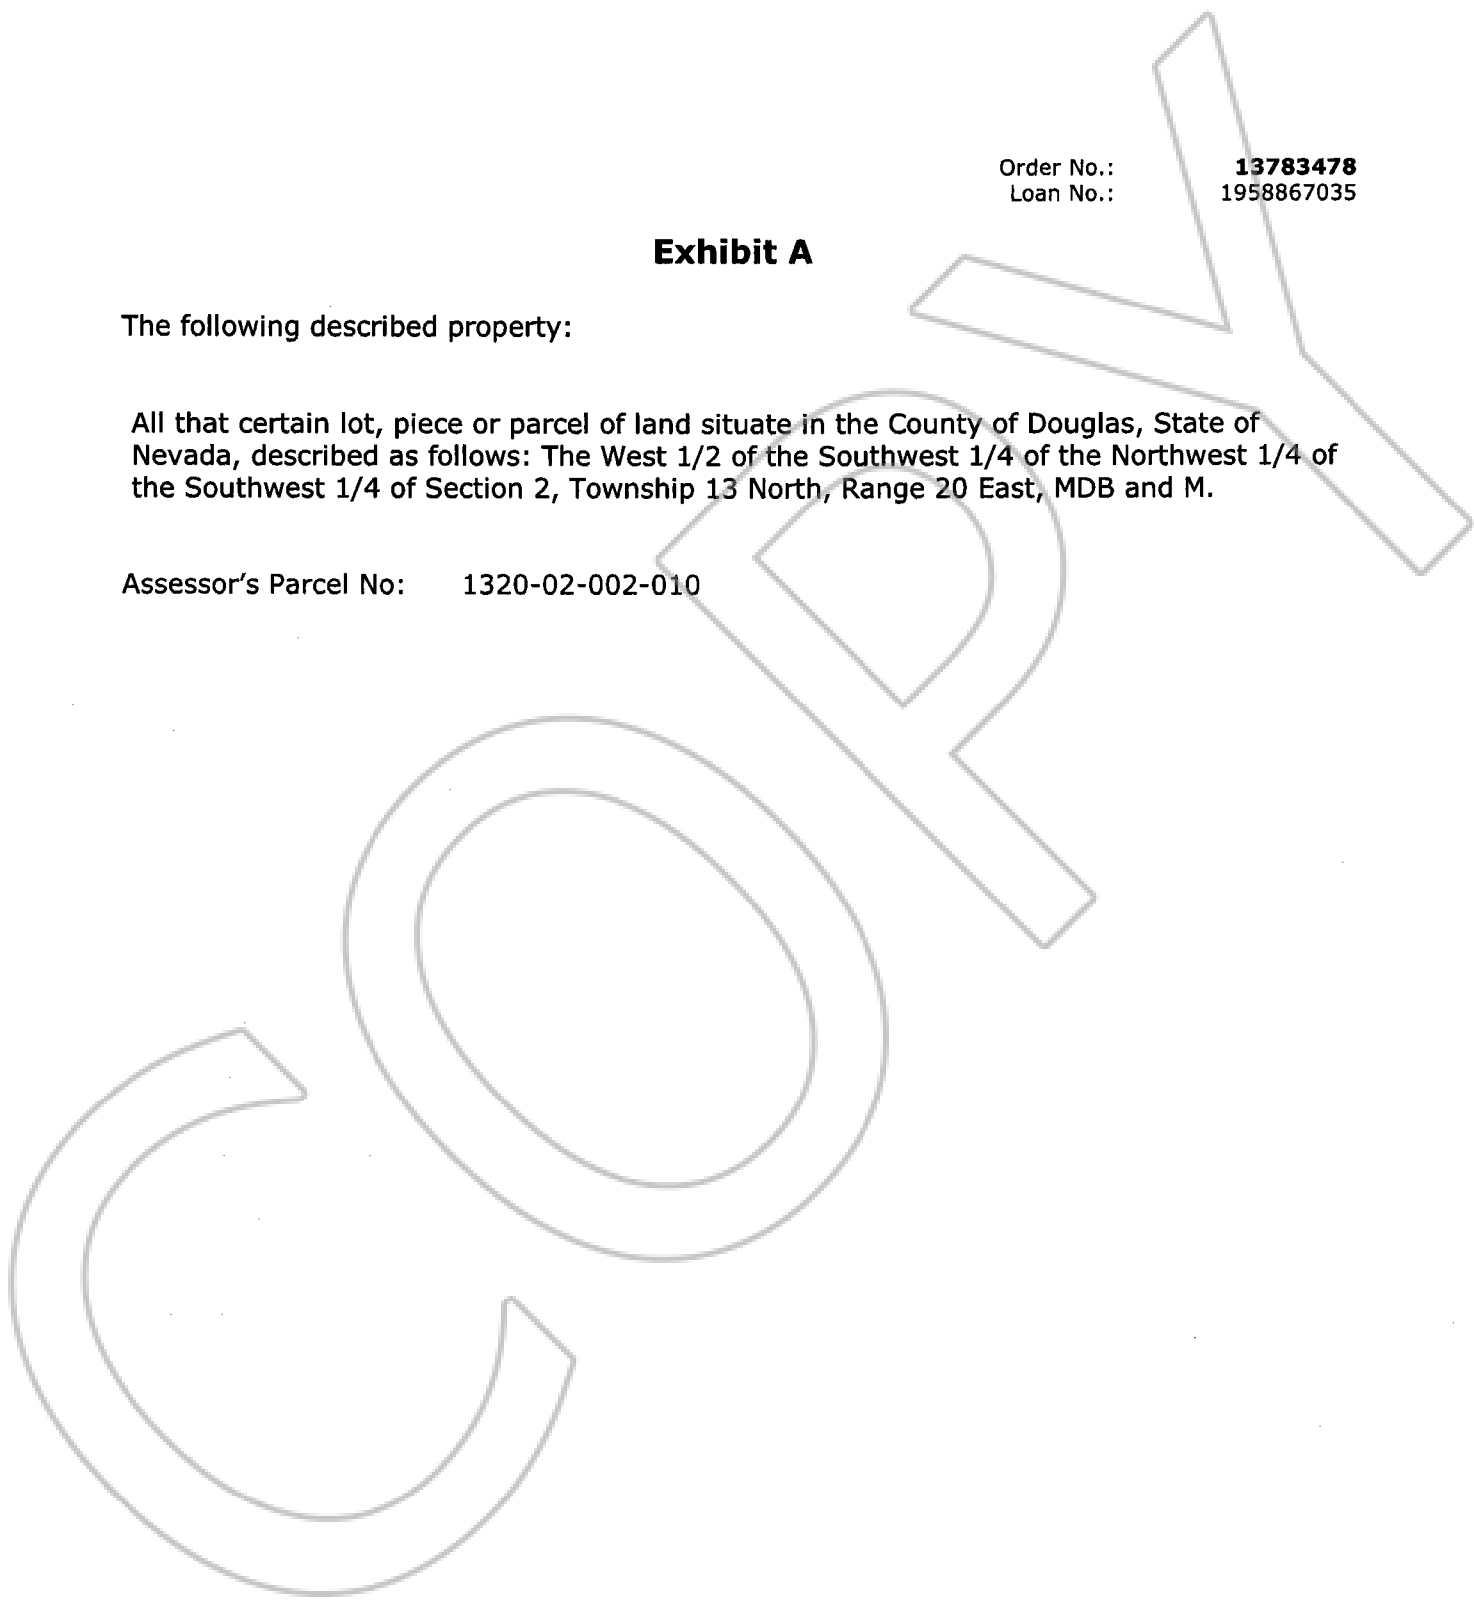 Order No.: 13783478
Loan No.: 1958867035
Exhibit A
The following described property:
All that certain lot, piece or parcel of land situate in the County of Douglas, State of
Nevada, described as follows: The West 1/2 of the Southwest 1/4 of the Northwest 1/4 of
the Southwest 1/4 of Section 2, Township 13 North, Range 20 East, MDB and M.
Assessor's Parcel No: 1320-02-002-010
COPY